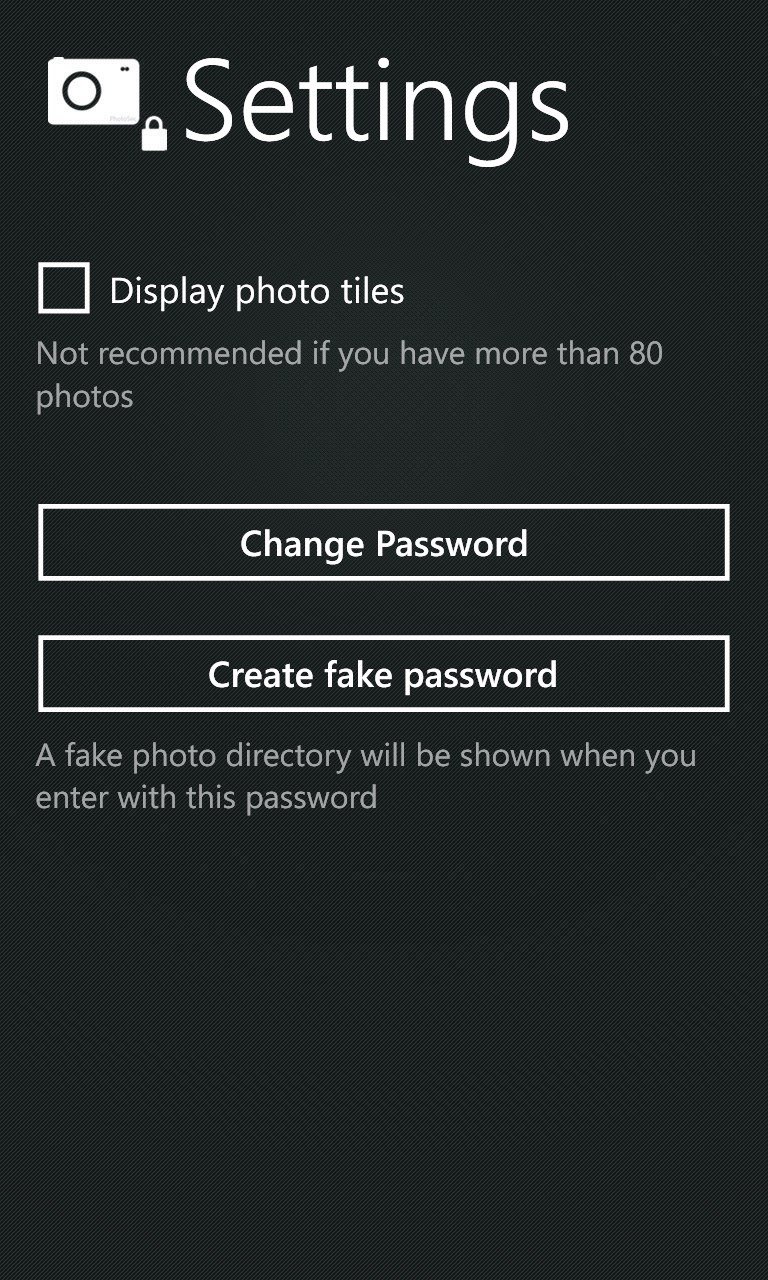 Settings
Display photo tiles
Not recommended if you have more than 80
photos
Change Password
Create fake password
A fake photo directory will be shown when you
enter with this password